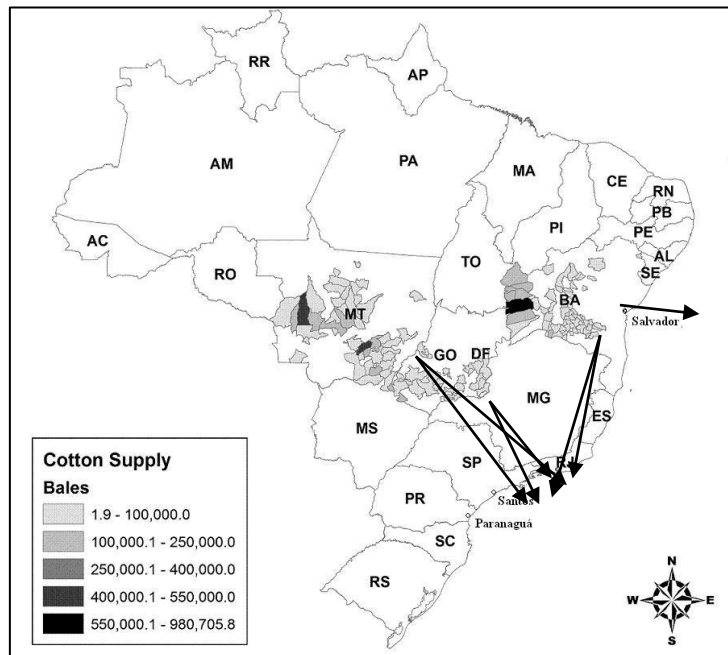 RR
AP
AM
PA
MA
CE
RN
PB
PE
PI
AL
SE
AC
RO
TO
MT
BA
Salvador
GO
DF
MG
MS
ES
SP
RJ
PR
Santos
Paranaguá
SC
RS
Cotton Supply
Bales
1.9 - 100,000.0
100,000.1 - 250,000.0
250,000.1 - 400,000.0
400,000.1 - 550,000.0
550,000.1 - 980,705.8
N
W
E
S